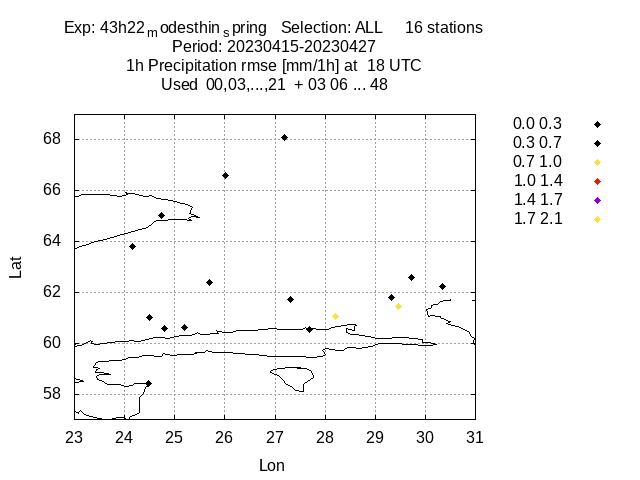 Exp: 43h22modesthinspring Selection: ALL 16 stations
Period: 20230415-20230427
1h Precipitation rmse [mm/1h] at 18 UTC
Used 00,03,...,21 + 03 06 ... 48
0.0 0.3
0.3 0.7
0.7 1.0
1.0 1.4
1.4 1.7
1.7 2.1
Lat
68
66
64
62
60
58
23 24 25 26 27 28 29 30 31
Lon